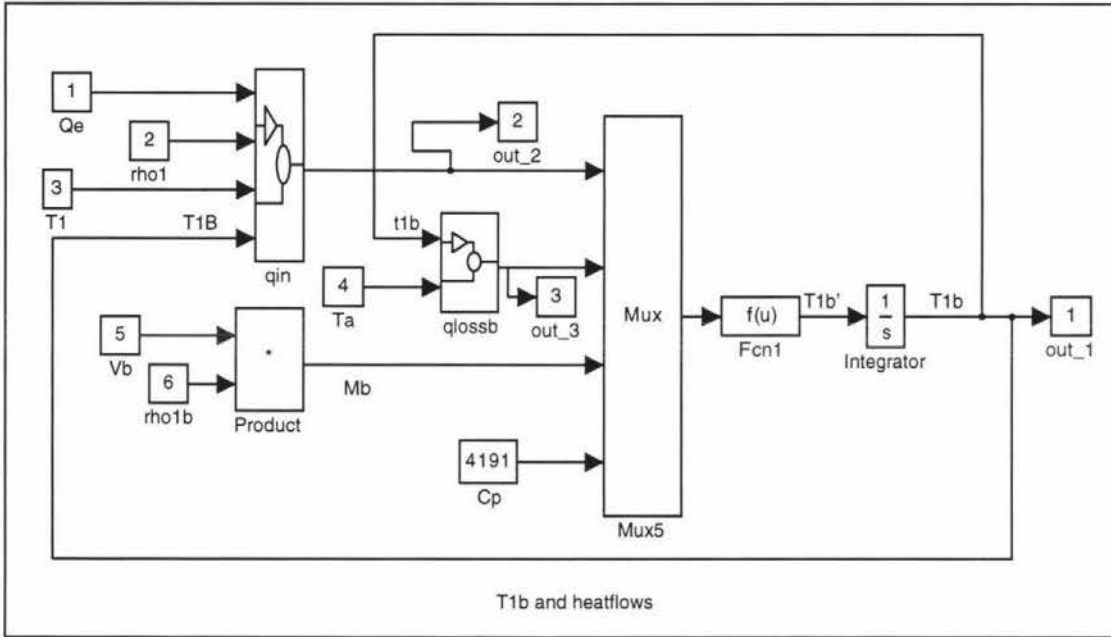 1
Qe
2
rho1
3
T1
T1B
qin
2
out_2
t1b
4
Ta
qlossb
3
out_3
5
Vb
6
rho1b
*
Product
Mb
4191
Cp
Mux
Mux5
f(u)
Fcn1
T1b'
1
s
Integrator
T1b
1
out_1
T1b and heatflows